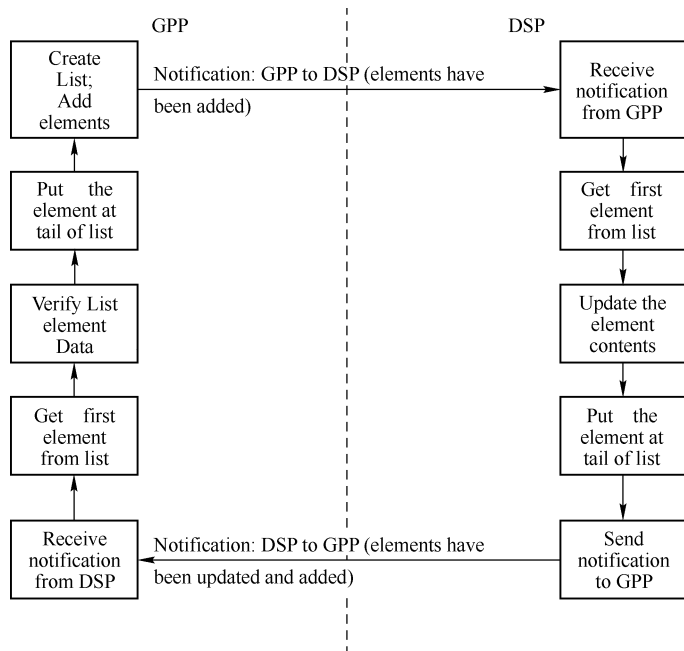 GPP
DSP
Create
List;
Add
elements
Notification: GPP to DSP (elements have
been added)
Receive
notification
from GPP
Put the
element at
tail of list
Get first
element
from list
Verify List
element
Data
Update the
element
contents
Get first
element
from list
Put the
element at
tail of list
Receive
notification
from DSP
Notification: DSP to GPP (elements have
been updated and added)
Send
notification
to GPP